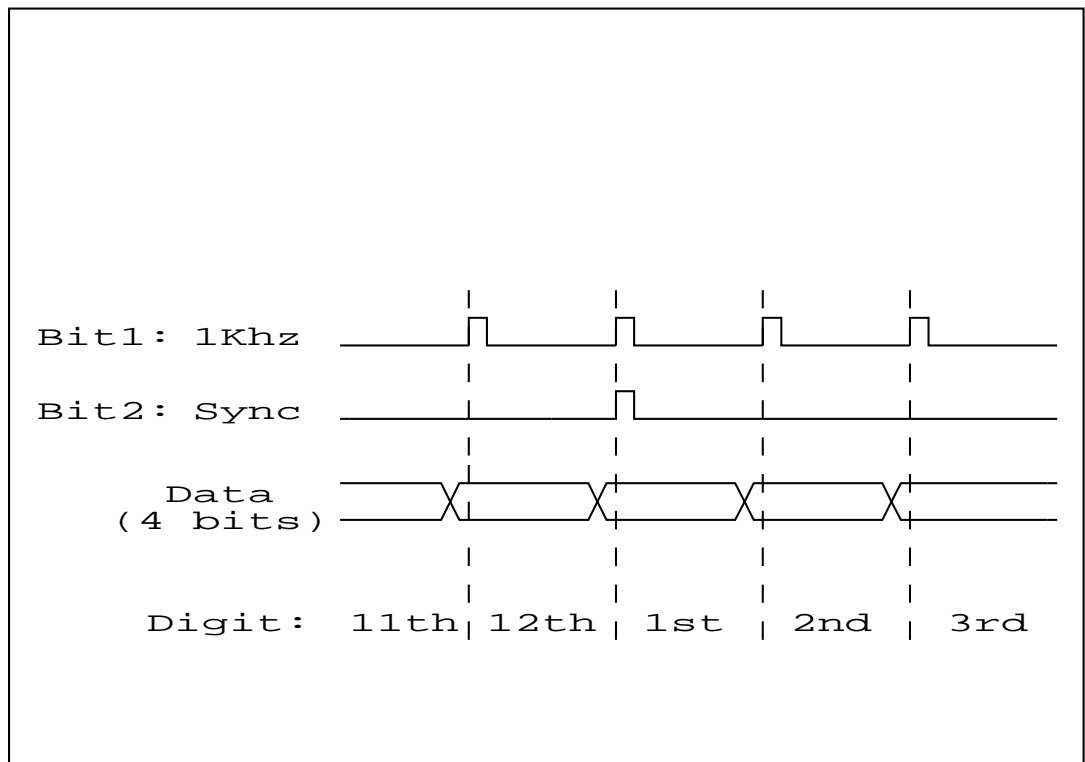 Bit1: 1Khz
Bit2: Sync
Data
(4 bits)
Digit: 11th 12th 1st 2nd 3rd